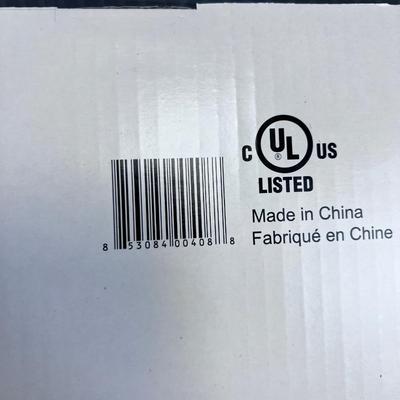 C UL US
®
LISTED
Made in China
Fabriqué en Chine
8 53084 00408 8